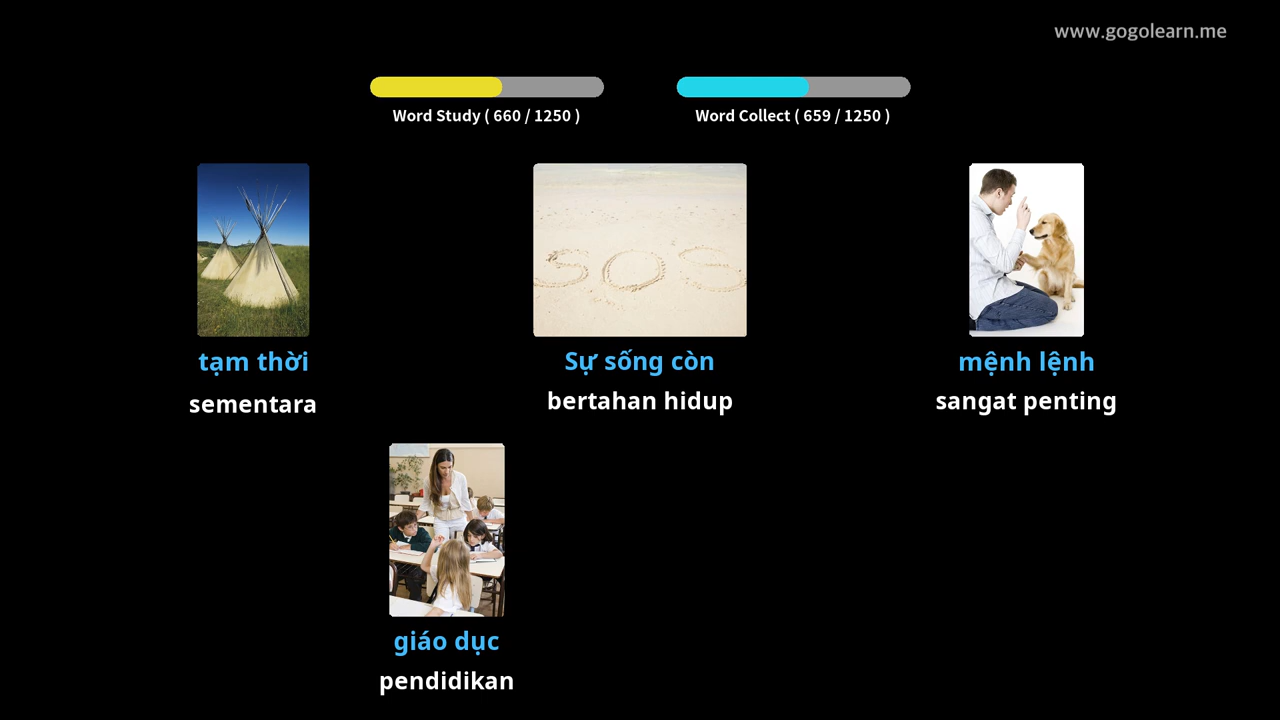 www.gogolearn.me
Word Study ( 660 / 1250 )
Word Collect ( 659 / 1250 )
SOS
tạm thời
Sự sống còn
mệnh lệnh
sementara
bertahan hidup
sangat penting
giáo dục
pendidikan